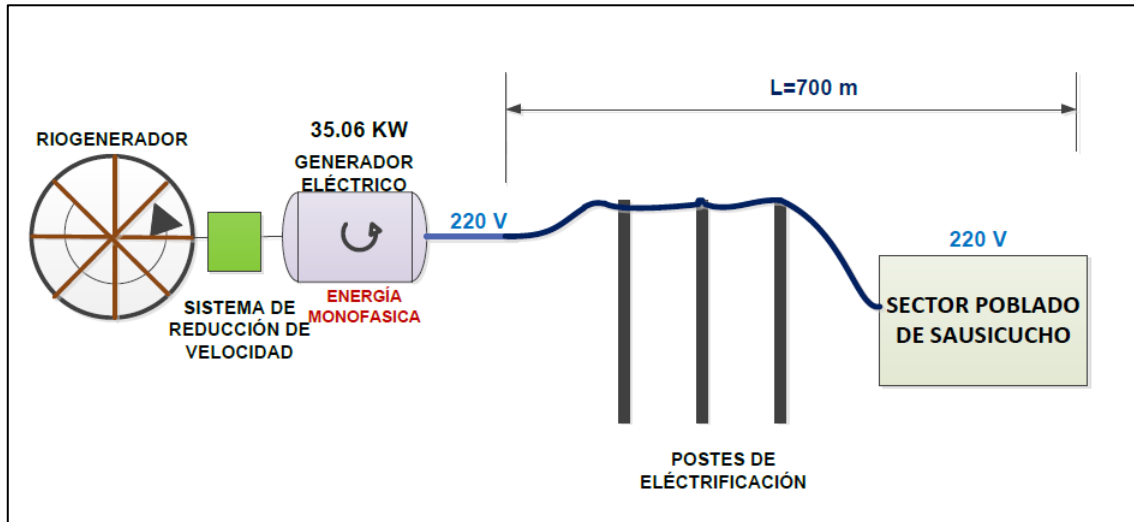 L=700 m
35.06 KW
RIOGENERADOR
GENERADOR
ELÉCTRICO
220 V
220 V
ENERGÍA
MONOFASICA
SISTEMA DE
REDUCCIÓN DE
VELOCIDAD
SECTOR POBLADO
DE SAUSICUCHO
POSTES DE
ELÉCTRIFICACIÓN